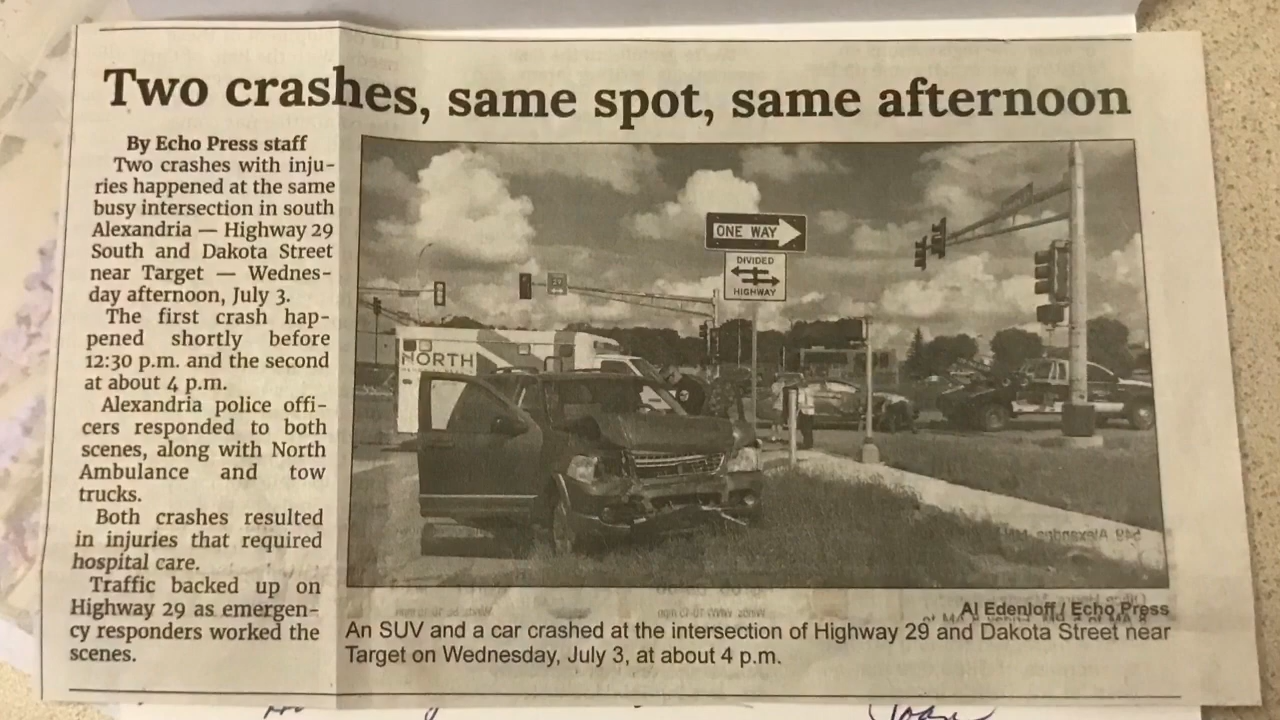 Two crashes, same spot, same afternoon
By Echo Press staff
Two crashes with inju-
ries happened at the same
busy intersection in south
Alexandria — Highway 29
South and Dakota Street
near Target — Wednes-
day afternoon, July 3.
The first crash hap-
pened shortly before
12:30 p.m. and the second
at about 4 p.m.
Alexandria police offi-
cers responded to both
scenes, along with North
Ambulance and tow
trucks.
Both crashes resulted
in injuries that required
hospital care.
Traffic backed up on
Highway 29 as emergen-
cy responders worked the
scenes.
ONE WAY
DIVIDED
HIGHWAY
NORTH
Al Edenloff / Echo Press
An SUV and a car crashed at the intersection of Highway 29 and Dakota Street near
Target on Wednesday, July 3, at about 4 p.m.